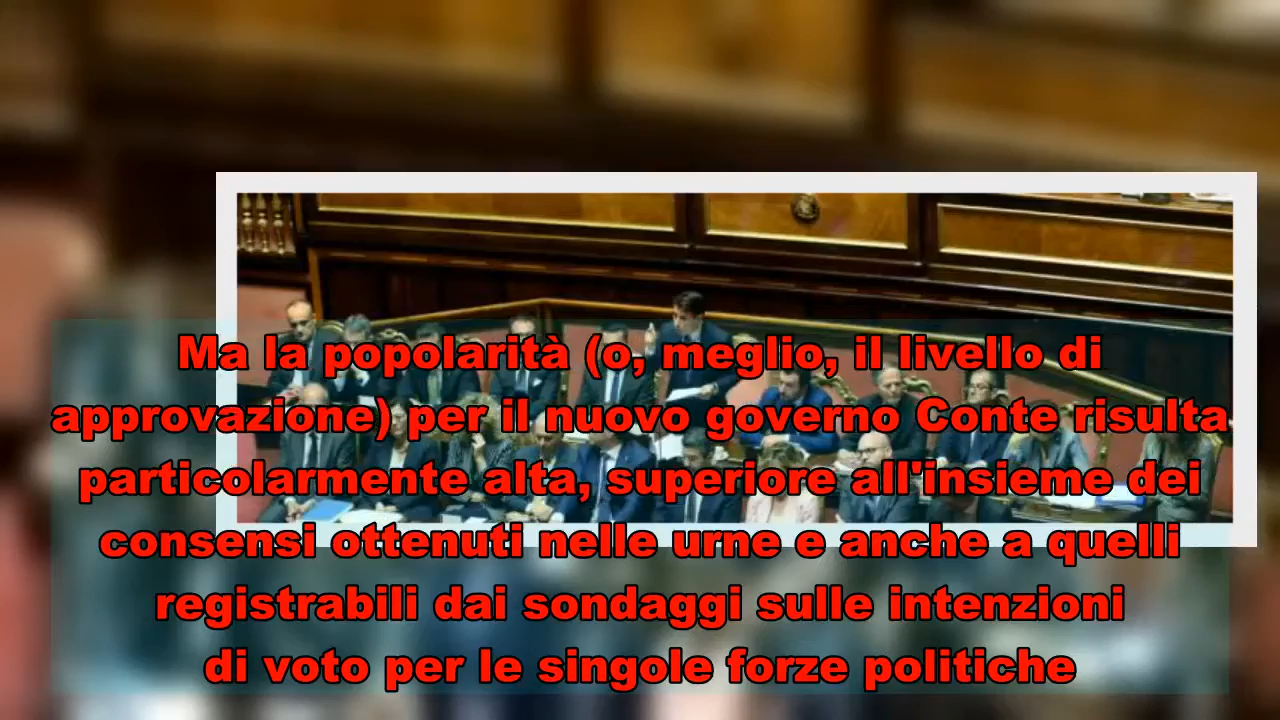 Ma la popolarità (o, meglio, il livello di
approvazione) per il nuovo governo Conte risulta
particolarmente alta, superiore all'insieme dei
consensi ottenuti nelle urne e anche a quelli
registrabili dai sondaggi sulle intenzioni
di voto per le singole forze politiche